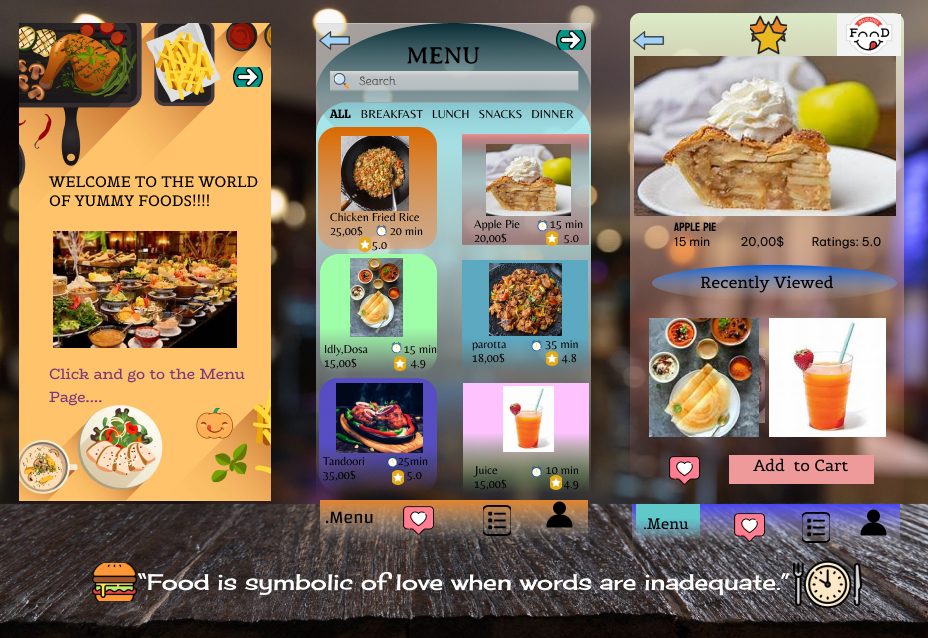 WELCOME TO THE WORLD
OF YUMMY FOODS!!!!
Click and go to the Menu
Page....
MENU
Search
ALL BREAKFAST LUNCH SNACKS DINNER
Chicken Fried Rice
25,00$ 20 min
5.0
Apple Pie 15 min
20,00$ 5.0
Idly,Dosa 15 min
15,00$ 4.9
parotta 35 min
18,00$ 4.8
Tandoori 25min
35,00$ 5.0
Juice 10 min
15,00$ 4.9
.Menu
FOOD
APPLE PIE
15 min 20,00$ Ratings: 5.0
Recently Viewed
Add to Cart
.Menu
“Food is symbolic of love when words are inadequate.”